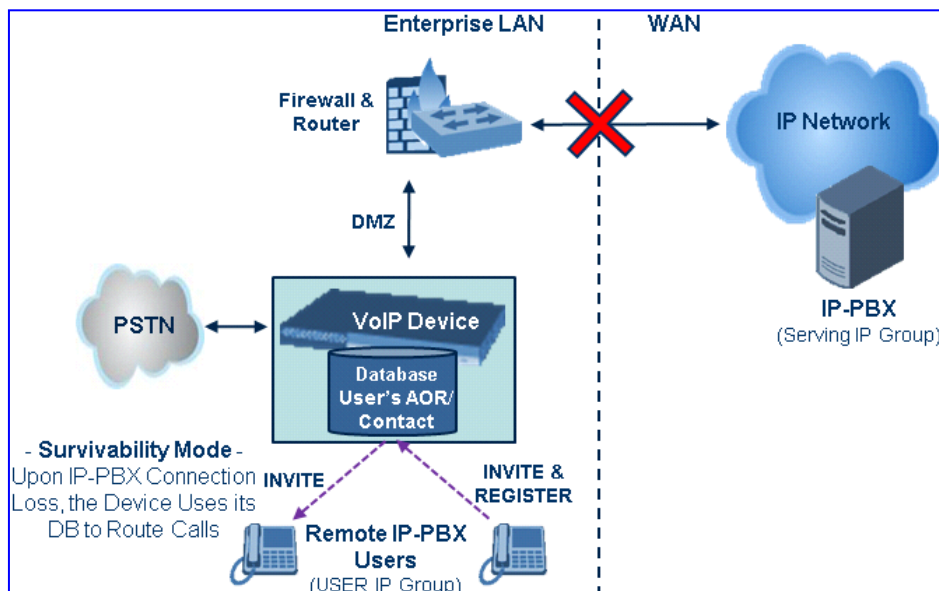 Enterprise LAN
WAN
Firewall &
Router
IP Network
DMZ
IP-PBX
(Serving IP Group)
PSTN
VoIP Device
Database
User's AOR/
Contact
- Survivability Mode -
Upon IP-PBX Connection
Loss, the Device Uses its
DB to Route Calls
INVITE
INVITE &
REGISTER
Remote IP-PBX
Users
(USER IP Group)